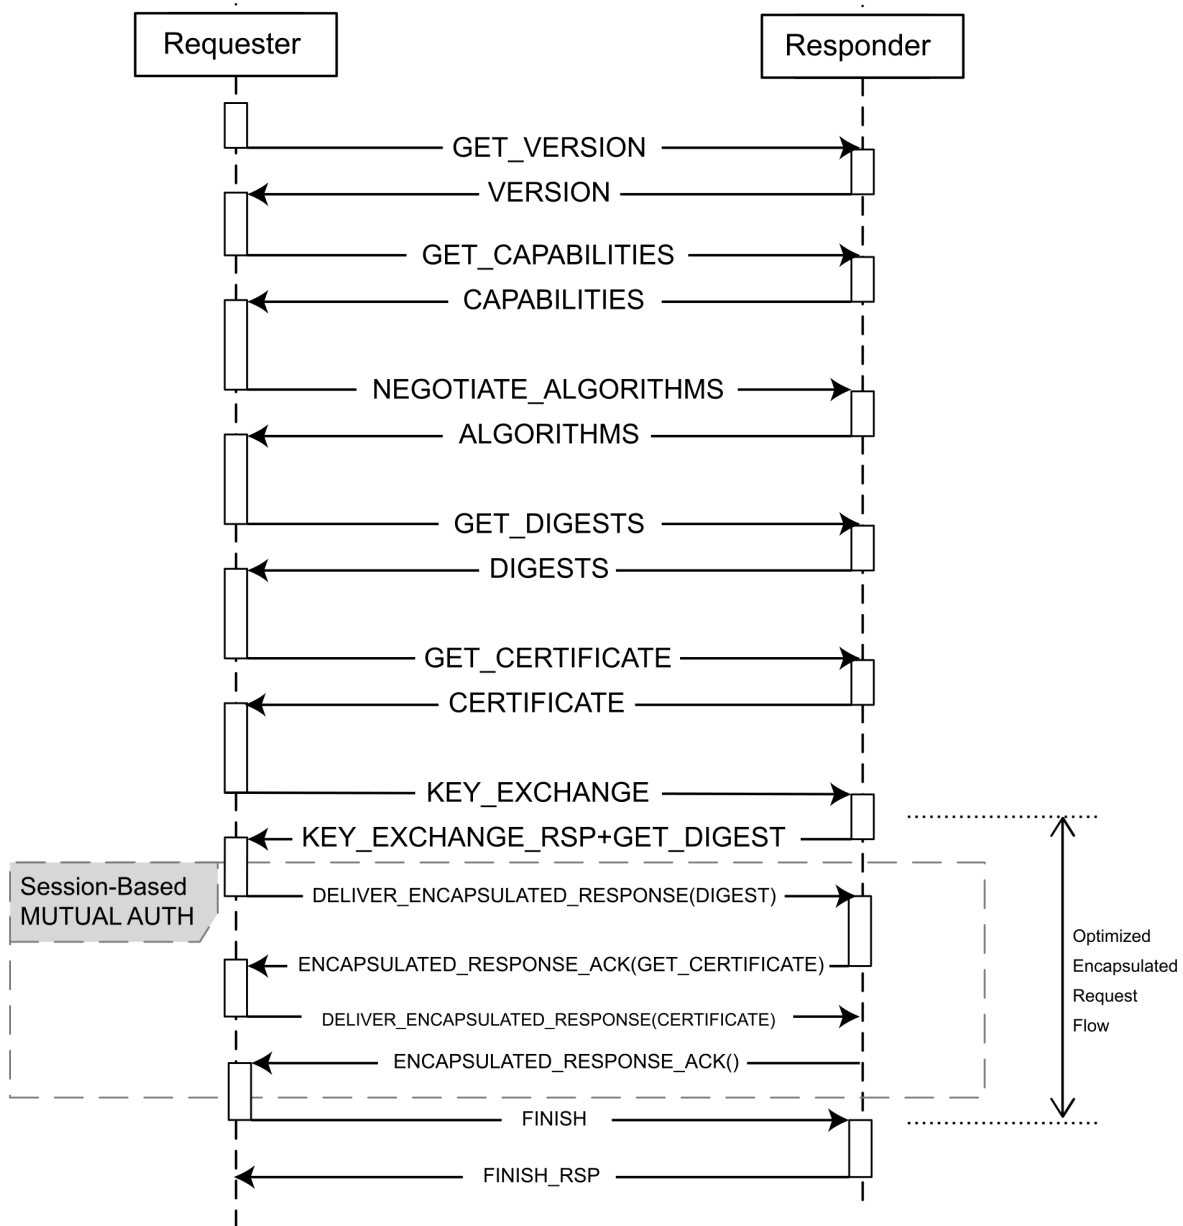 Requester
Responder
GET_VERSION
VERSION
GET_CAPABILITIES
CAPABILITIES
NEGOTIATE_ALGORITHMS
ALGORITHMS
GET_DIGESTS
DIGESTS
GET_CERTIFICATE
CERTIFICATE
KEY_EXCHANGE
KEY_EXCHANGE_RSP+GET_DIGEST
Session-Based
MUTUAL AUTH
DELIVER_ENCAPSULATED_RESPONSE(DIGEST)
ENCAPSULATED_RESPONSE_ACK(GET_CERTIFICATE)
DELIVER_ENCAPSULATED_RESPONSE(CERTIFICATE)
ENCAPSULATED_RESPONSE_ACK()
FINISH
FINISH_RSP
Optimized
Encapsulated
Request
Flow